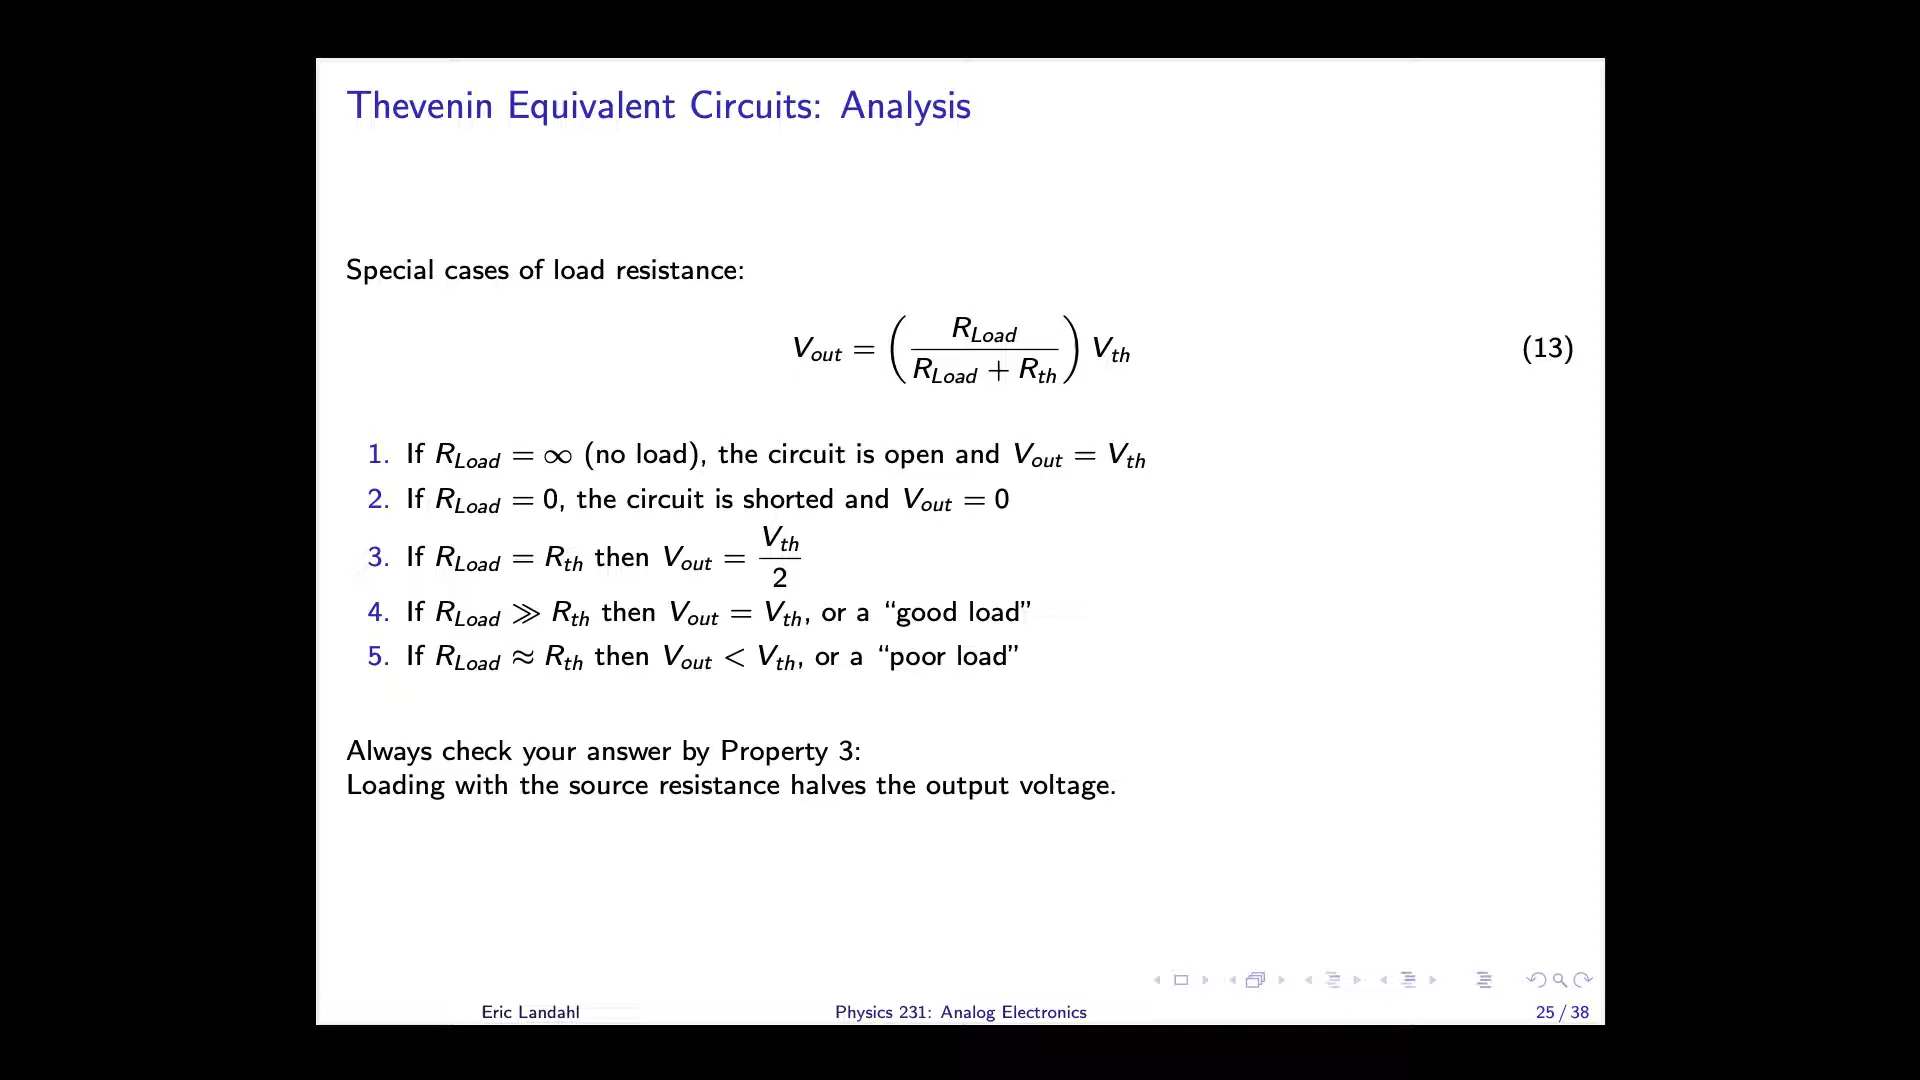 Thevenin Equivalent Circuits: Analysis
Special cases of load resistance:
V_out = ( R_Load / (R_Load + R_th) ) V_th (13)
1. If R_Load = ∞ (no load), the circuit is open and V_out = V_th
2. If R_Load = 0, the circuit is shorted and V_out = 0
3. If R_Load = R_th then V_out = V_th / 2
4. If R_Load ≫ R_th then V_out = V_th, or a “good load”
5. If R_Load ≈ R_th then V_out < V_th, or a “poor load”
Always check your answer by Property 3:
Loading with the source resistance halves the output voltage.
Eric Landahl Physics 231: Analog Electronics 25 / 38